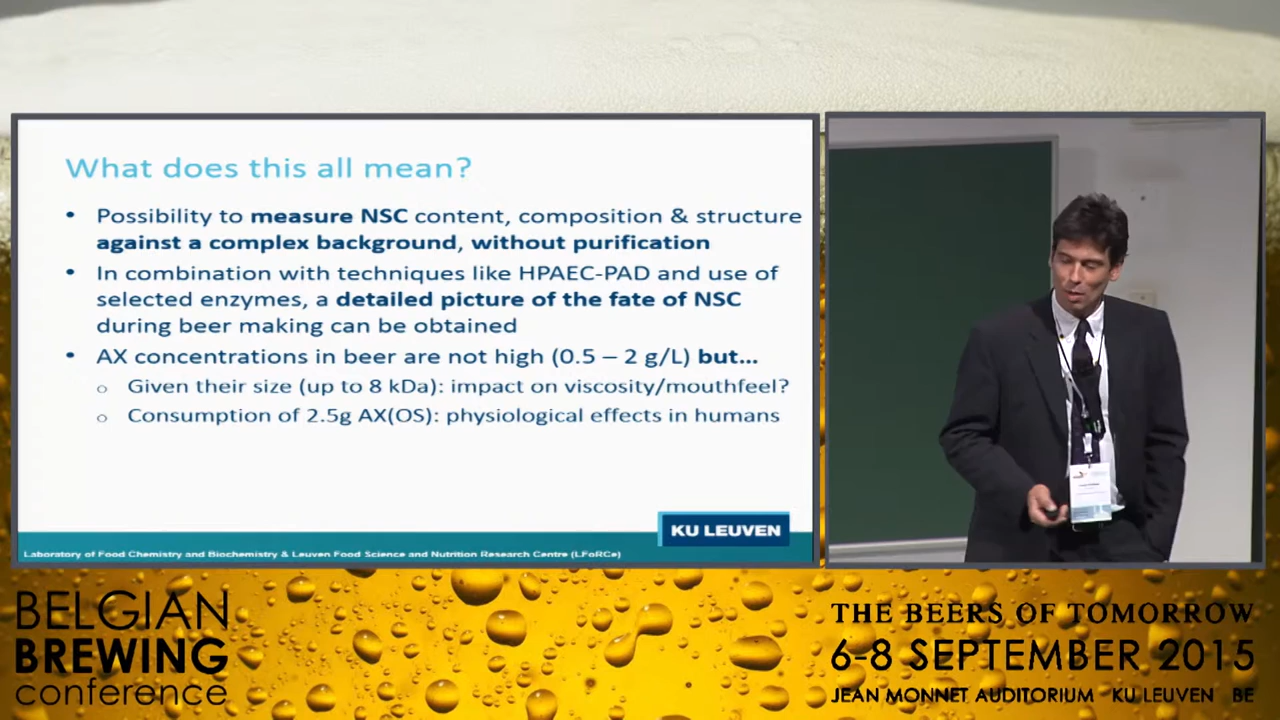 What does this all mean?
• Possibility to measure NSC content, composition & structure
against a complex background, without purification
• In combination with techniques like HPAEC-PAD and use of
selected enzymes, a detailed picture of the fate of NSC
during beer making can be obtained
• AX concentrations in beer are not high (0.5 – 2 g/L) but...
o Given their size (up to 8 kDa): impact on viscosity/mouthfeel?
o Consumption of 2.5g AX(OS): physiological effects in humans
KU LEUVEN
Laboratory of Food Chemistry and Biochemistry & Leuven Food Science and Nutrition Research Centre (LFoRCe)
BELGIAN
BREWING
conference
THE BEERS OF TOMORROW
6-8 SEPTEMBER 2015
JEAN MONNET AUDITORIUM KU LEUVEN BE